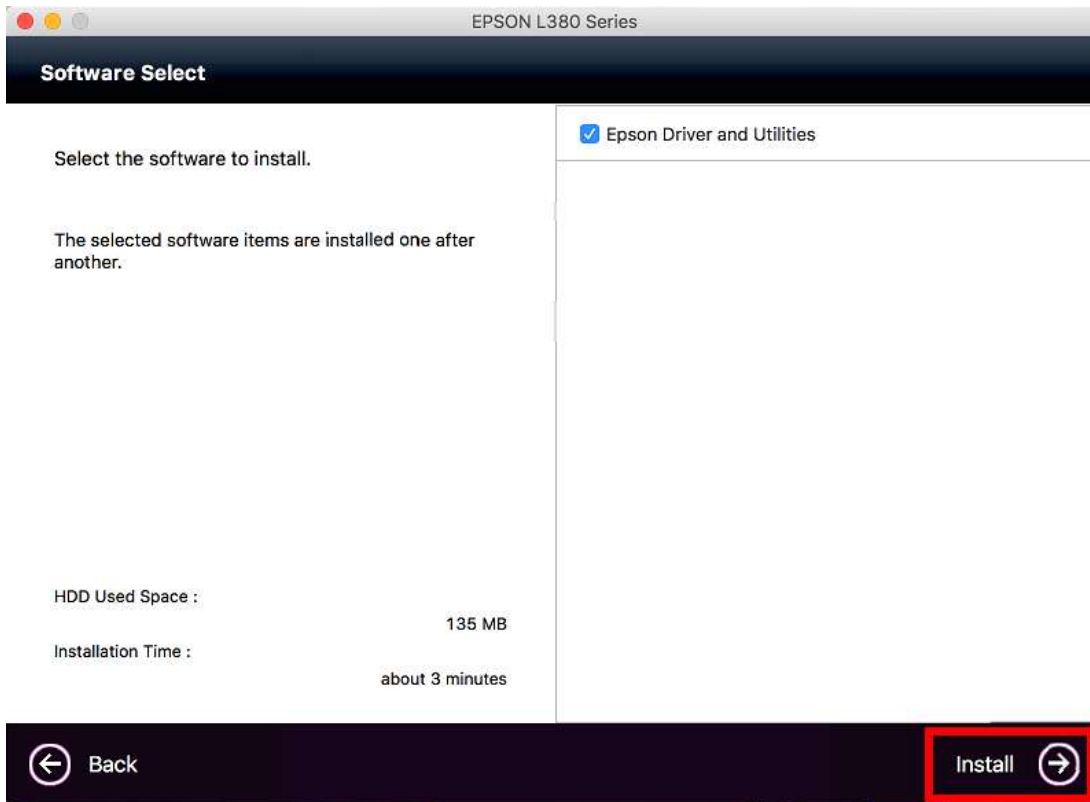 EPSON L380 Series
Software Select
Select the software to install.
The selected software items are installed one after
another.
HDD Used Space :
135 MB
Installation Time :
about 3 minutes
Epson Driver and Utilities
Back
Install